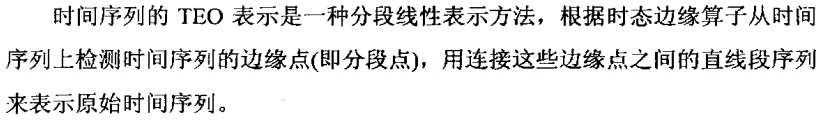 时间序列的 TEO 表示是一种分段线性表示方法，根据时态边缘算子从时间
序列上检测时间序列的边缘点(即分段点)，用连接这些边缘点之间的直线段序列
来表示原始时间序列。